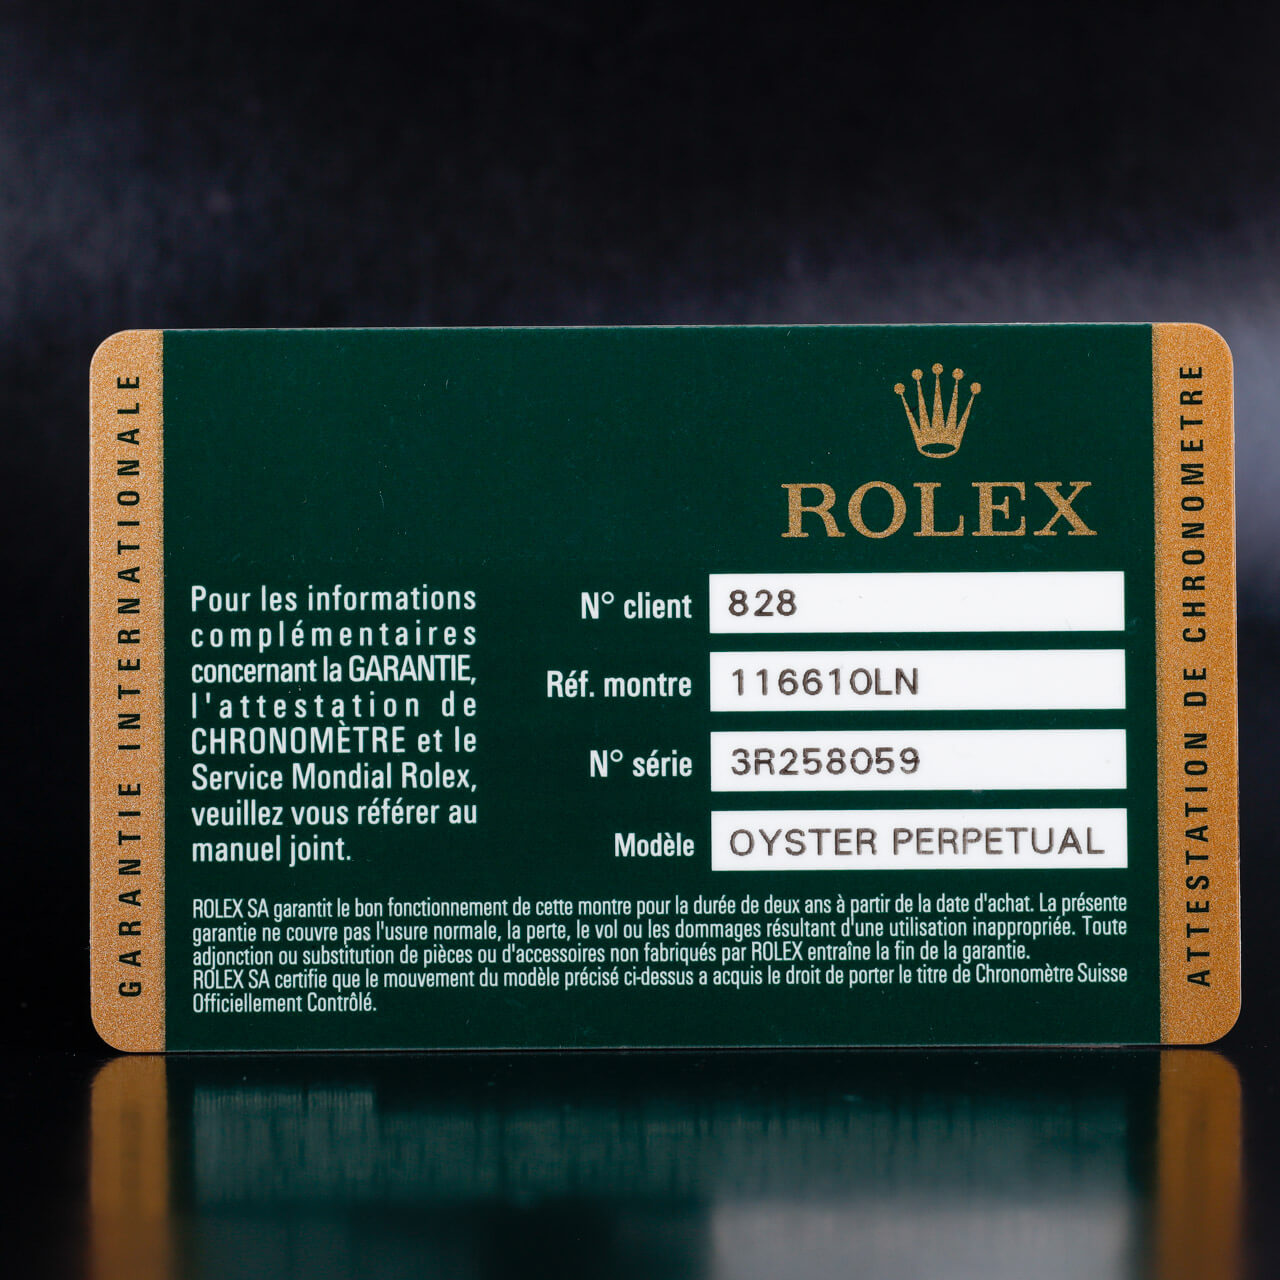 GARANTIE INTERNATIONALE
ROLEX
Pour les informations
complémentaires
concernant la GARANTIE,
l'attestation de
CHRONOMÈTRE et le
Service Mondial Rolex,
veuillez vous référer au
manuel joint.
N° client 828
Réf. montre 116610LN
N° série 3R258059
Modèle OYSTER PERPETUAL
ROLEX SA garantit le bon fonctionnement de cette montre pour la durée de deux ans à partir de la date d'achat. La présente
garantie ne couvre pas l'usure normale, la perte, le vol ou les dommages résultant d'une utilisation inappropriée. Toute
adjonction ou substitution de pièces ou d'accessoires non fabriqués par ROLEX entraîne la fin de la garantie.
ROLEX SA certifie que le mouvement du modèle précisé ci-dessus a acquis le droit de porter le titre de Chronomètre Suisse
Officiellement Contrôlé.
ATTESTATION DE CHRONOMETRE